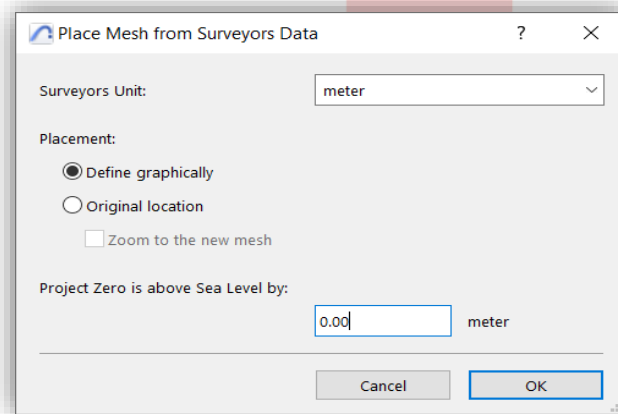 Place Mesh from Surveyors Data ? ×
Surveyors Unit: meter
Placement:
Define graphically
Original location
Zoom to the new mesh
Project Zero is above Sea Level by:
0.00 meter
Cancel OK